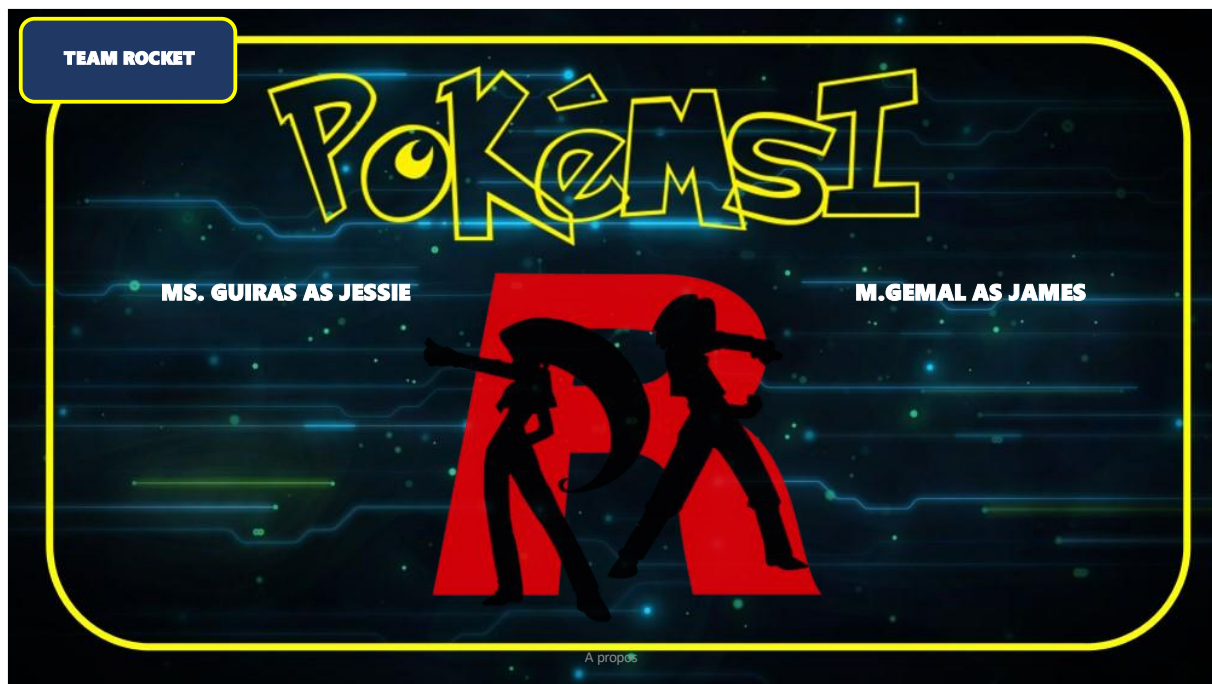 TEAM ROCKET
PoKéMSI
MS. GUIRAS AS JESSIE
M.GEMAL AS JAMES
R
A propos